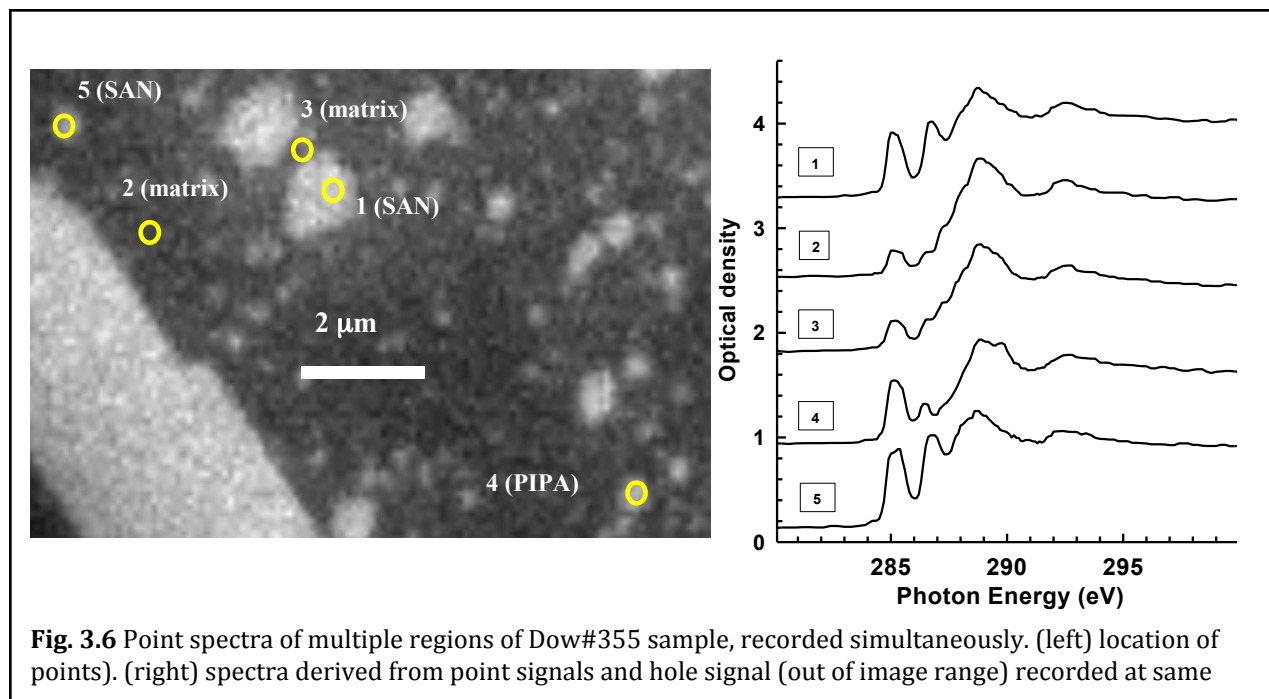 5 (SAN)
3 (matrix)
2 (matrix)
1 (SAN)
2 µm
4 (PIPA)
Optical density
4
3
2
1
0
1
2
3
4
5
285 290 295
Photon Energy (eV)
Fig. 3.6 Point spectra of multiple regions of Dow#355 sample, recorded simultaneously. (left) location of
points). (right) spectra derived from point signals and hole signal (out of image range) recorded at same